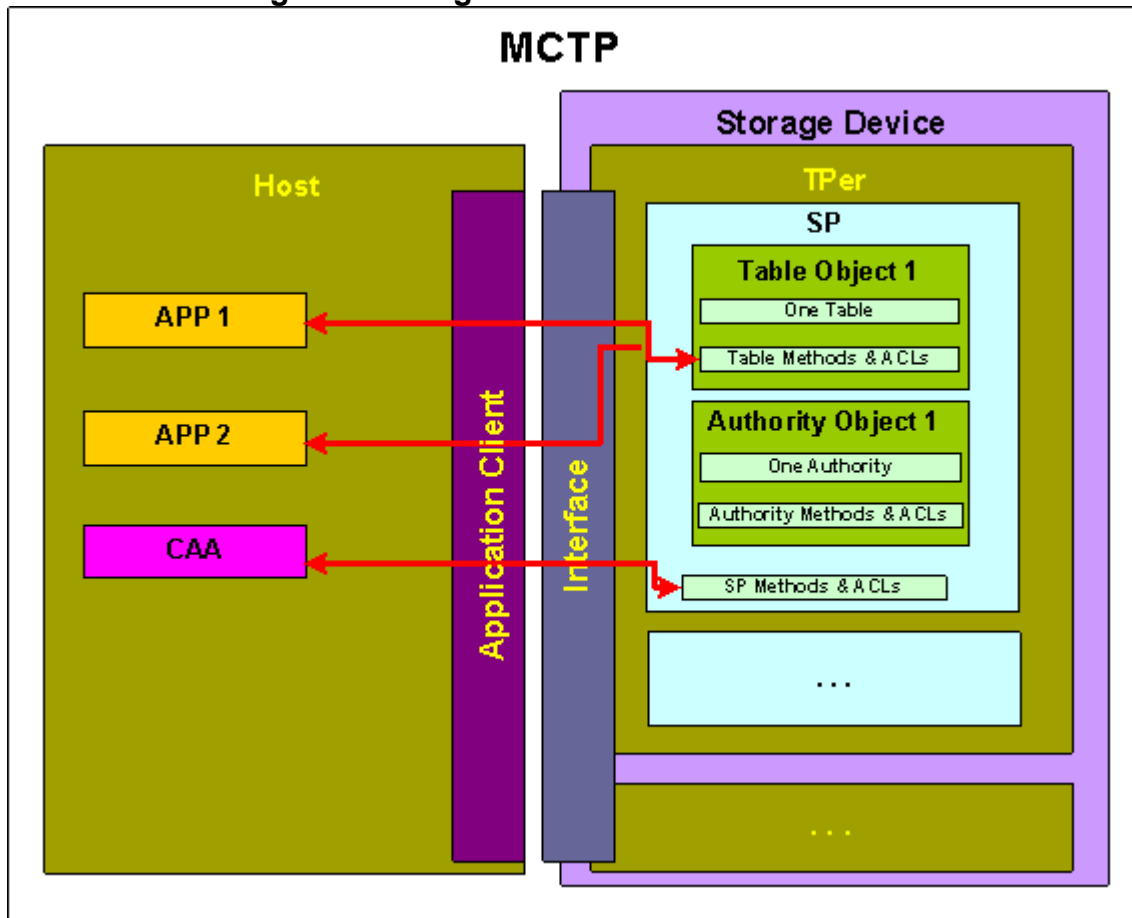 MCTP
Storage Device
Host
TPer
SP
Table Object 1
One Table
Table Methods & ACLs
APP 1
APP 2
CAA
Application Client
Interface
Authority Object 1
One Authority
Authority Methods & ACLs
SP Methods & ACLs
. . .
. . .